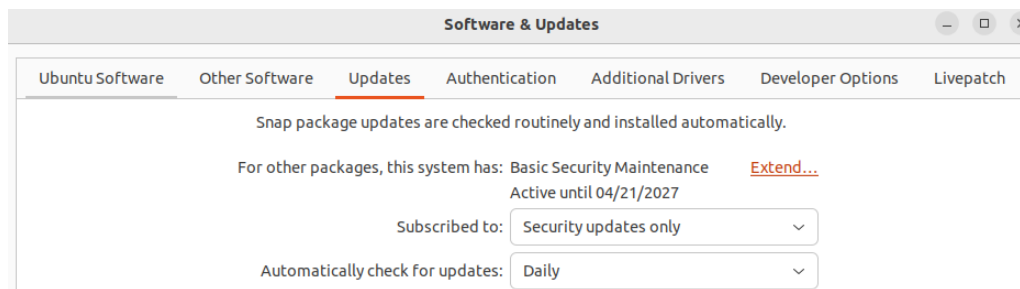 Software & Updates
Ubuntu Software Other Software Updates Authentication Additional Drivers Developer Options Livepatch
Snap package updates are checked routinely and installed automatically.
For other packages, this system has: Basic Security Maintenance Extend...
Active until 04/21/2027
Subscribed to: Security updates only
Automatically check for updates: Daily